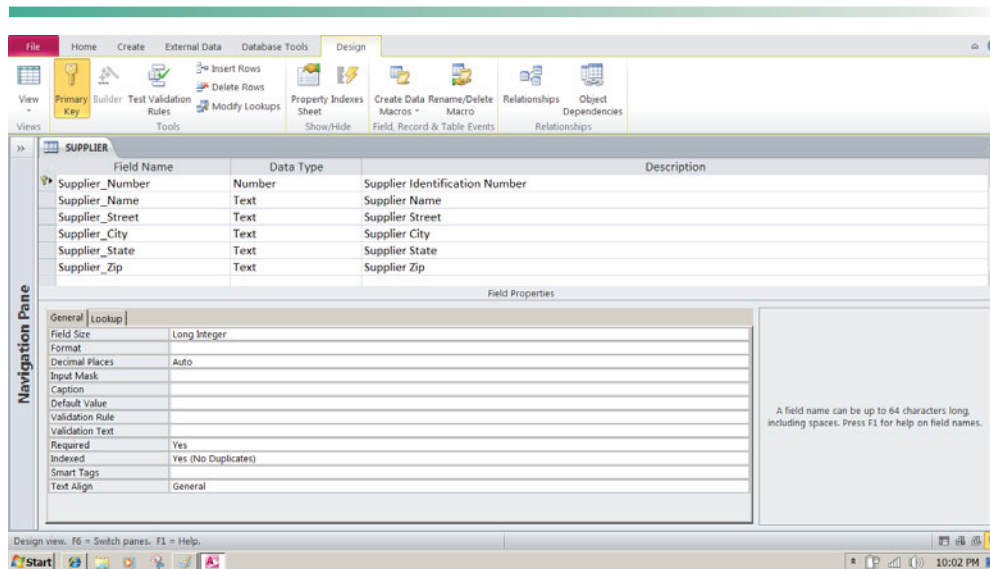 File Home Create External Data Database Tools Design
View
Primary Key
Builder
Test Validation Rules
Insert Rows
Delete Rows
Modify Lookups
Property Sheet
Indexes
Create Data Macros
Rename/Delete Macro
Relationships
Object Dependencies
Views Tools Show/Hide Field, Record & Table Events Relationships
SUPPLIER
Field Name Data Type Description
Supplier_Number Number Supplier Identification Number
Supplier_Name Text Supplier Name
Supplier_Street Text Supplier Street
Supplier_City Text Supplier City
Supplier_State Text Supplier State
Supplier_Zip Text Supplier Zip
Navigation Pane
Field Properties
General Lookup
Field Size Long Integer
Format
Decimal Places Auto
Input Mask
Caption
Default Value
Validation Rule
Validation Text
Required Yes
Indexed Yes (No Duplicates)
Smart Tags
Text Align General
A field name can be up to 64 characters long,
including spaces. Press F1 for help on field names.
Design view. F6 = Switch panes. F1 = Help.
Start 10:02 PM